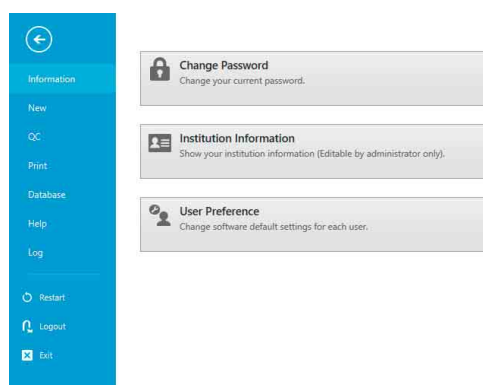 Information
New
QC
Print
Database
Help
Log
Restart
Logout
Exit
Change Password
Change your current password.
Institution Information
Show your institution information (Editable by administrator only).
User Preference
Change software default settings for each user.